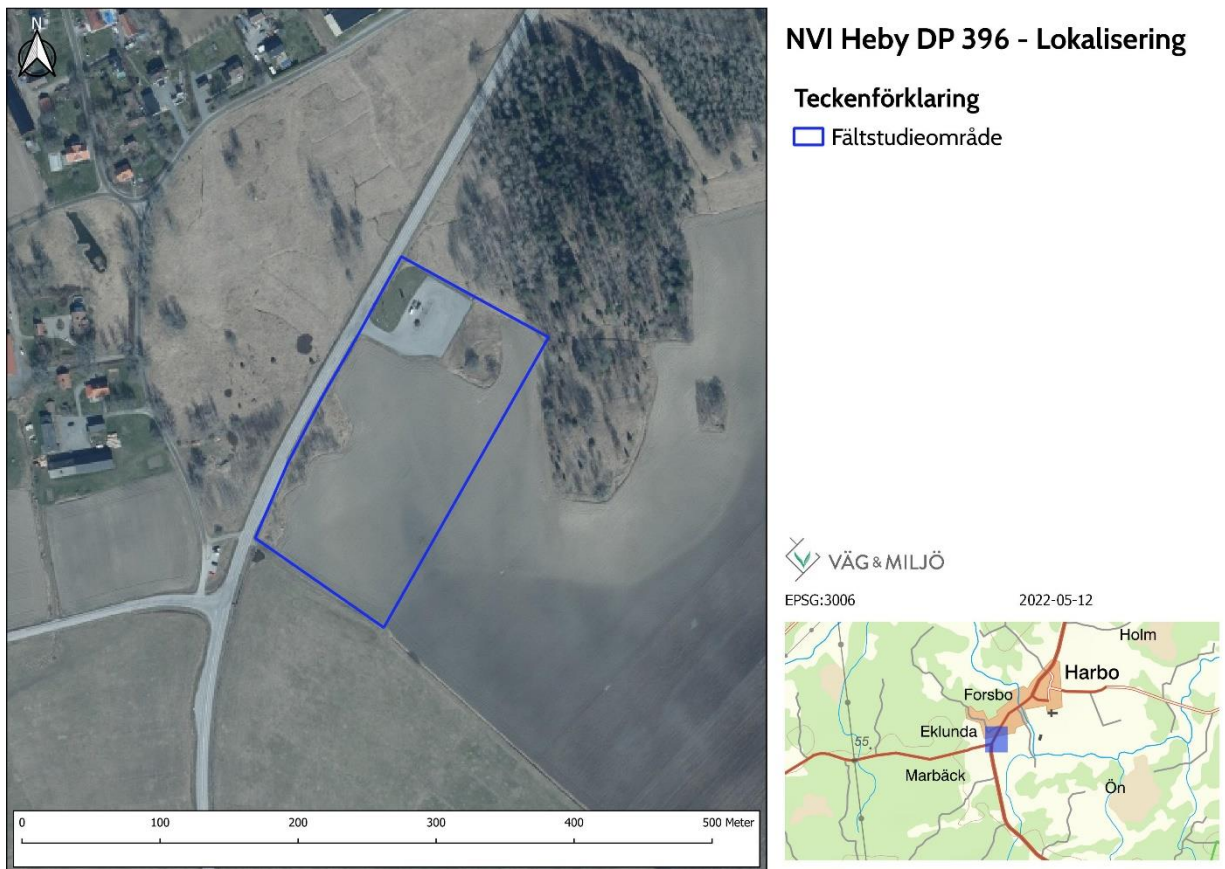 N
NVI Heby DP 396 - Lokalisering
Teckenförklaring
Fältstudieområde
VÄG & MILJÖ
EPSG:3006 2022-05-12
Holm
Harbo
Forsbo
Eklunda
55
Marbäck
Ön
0 100 200 300 400 500 Meter